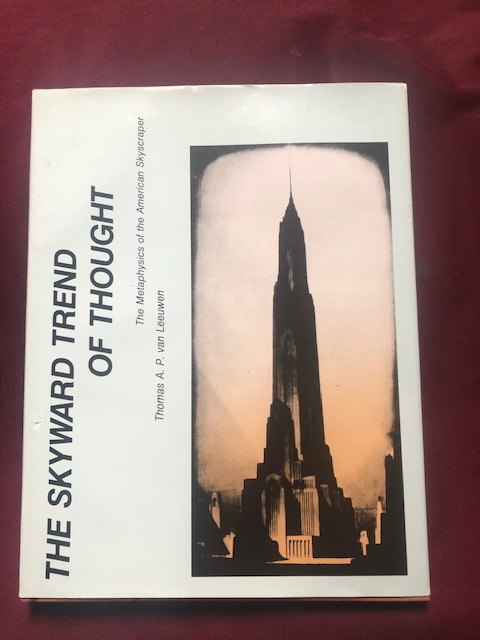 THE SKYWARD TREND
OF THOUGHT
The Metaphysics of the American Skyscraper
Thomas A. P. van Leeuwen